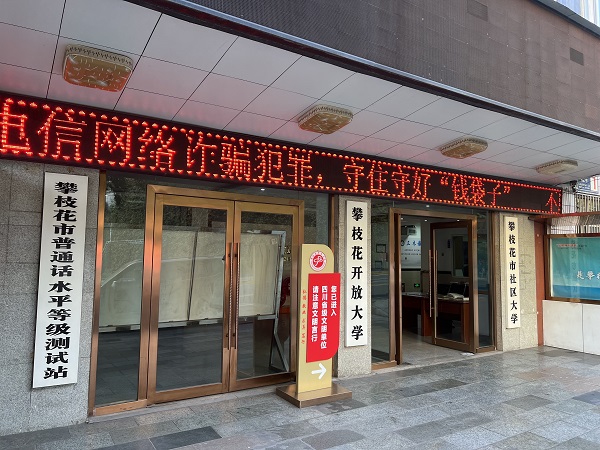 电信网络诈骗犯罪，守住守好“钱袋子”
攀枝花市普通话水平等级测试站
您已进入
四川省级文明单位
请注意文明言行
攀枝花开放大学
攀枝花市社区大学